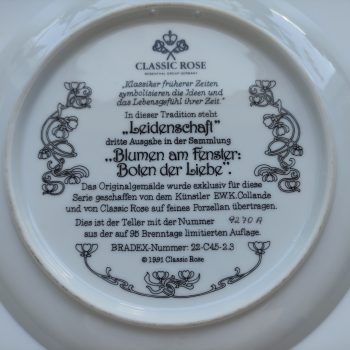 CLASSIC ROSE
ROSENTHAL GROUP GERMANY
„Klassiker früherer Zeiten
symbolisieren die Ideen und
das Lebensgefühl ihrer Zeit."
In dieser Tradition steht
„Leidenschaft"
dritte Ausgabe in der Sammlung
„Blumen am Fenster:
Boten der Liebe".
Das Originalgemälde wurde exklusiv für diese
Serie geschaffen von dem Künstler E.W.K.Collande
und von Classic Rose auf feines Porzellan übertragen.
Dies ist der Teller mit der Nummer 9270 A
aus der auf 95 Brenntage limitierten Auflage.
BRADEX-Nummer: 22-C45-2.3
© 1991 Classic Rose